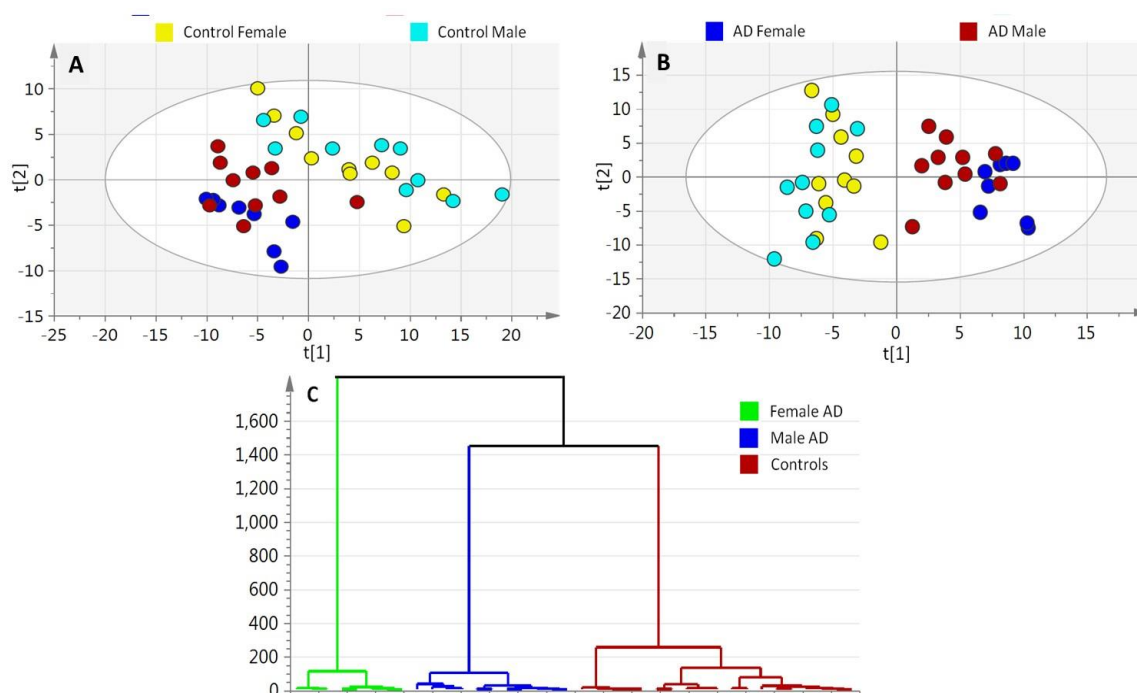 Control Female Control Male AD Female AD Male
A
t[2]
10
5
0
-5
-10
-15
-25 -20 -15 -10 -5 0 5 10 15 20
t[1]
B
t[2]
15
10
5
0
-5
-10
-15
-20
-20 -15 -10 -5 0 5 10 15
t[1]
C
1,600
1,400
1,200
1,000
800
600
400
200
0
Female AD
Male AD
Controls